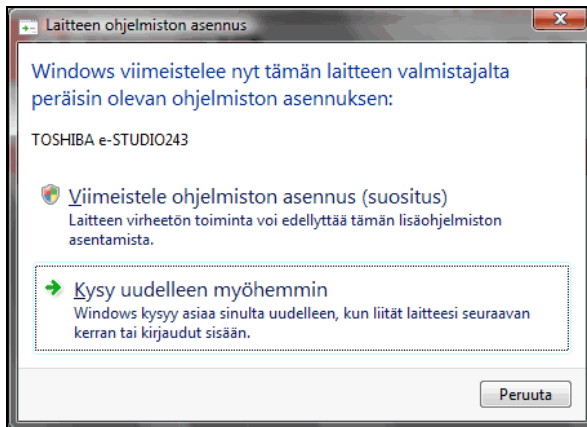 Laitteen ohjelmiston asennus
Windows viimeistelee nyt tämän laitteen valmistajalta
peräisin olevan ohjelmiston asennuksen:
TOSHIBA e-STUDIO243
Viimeistele ohjelmiston asennus (suositus)
Laitteen virheetön toiminta voi edellyttää tämän lisäohjelmiston
asentamista.
Kysy uudelleen myöhemmin
Windows kysyy asiaa sinulta uudelleen, kun liität laitteesi seuraavan
kerran tai kirjaudut sisään.
Peruuta